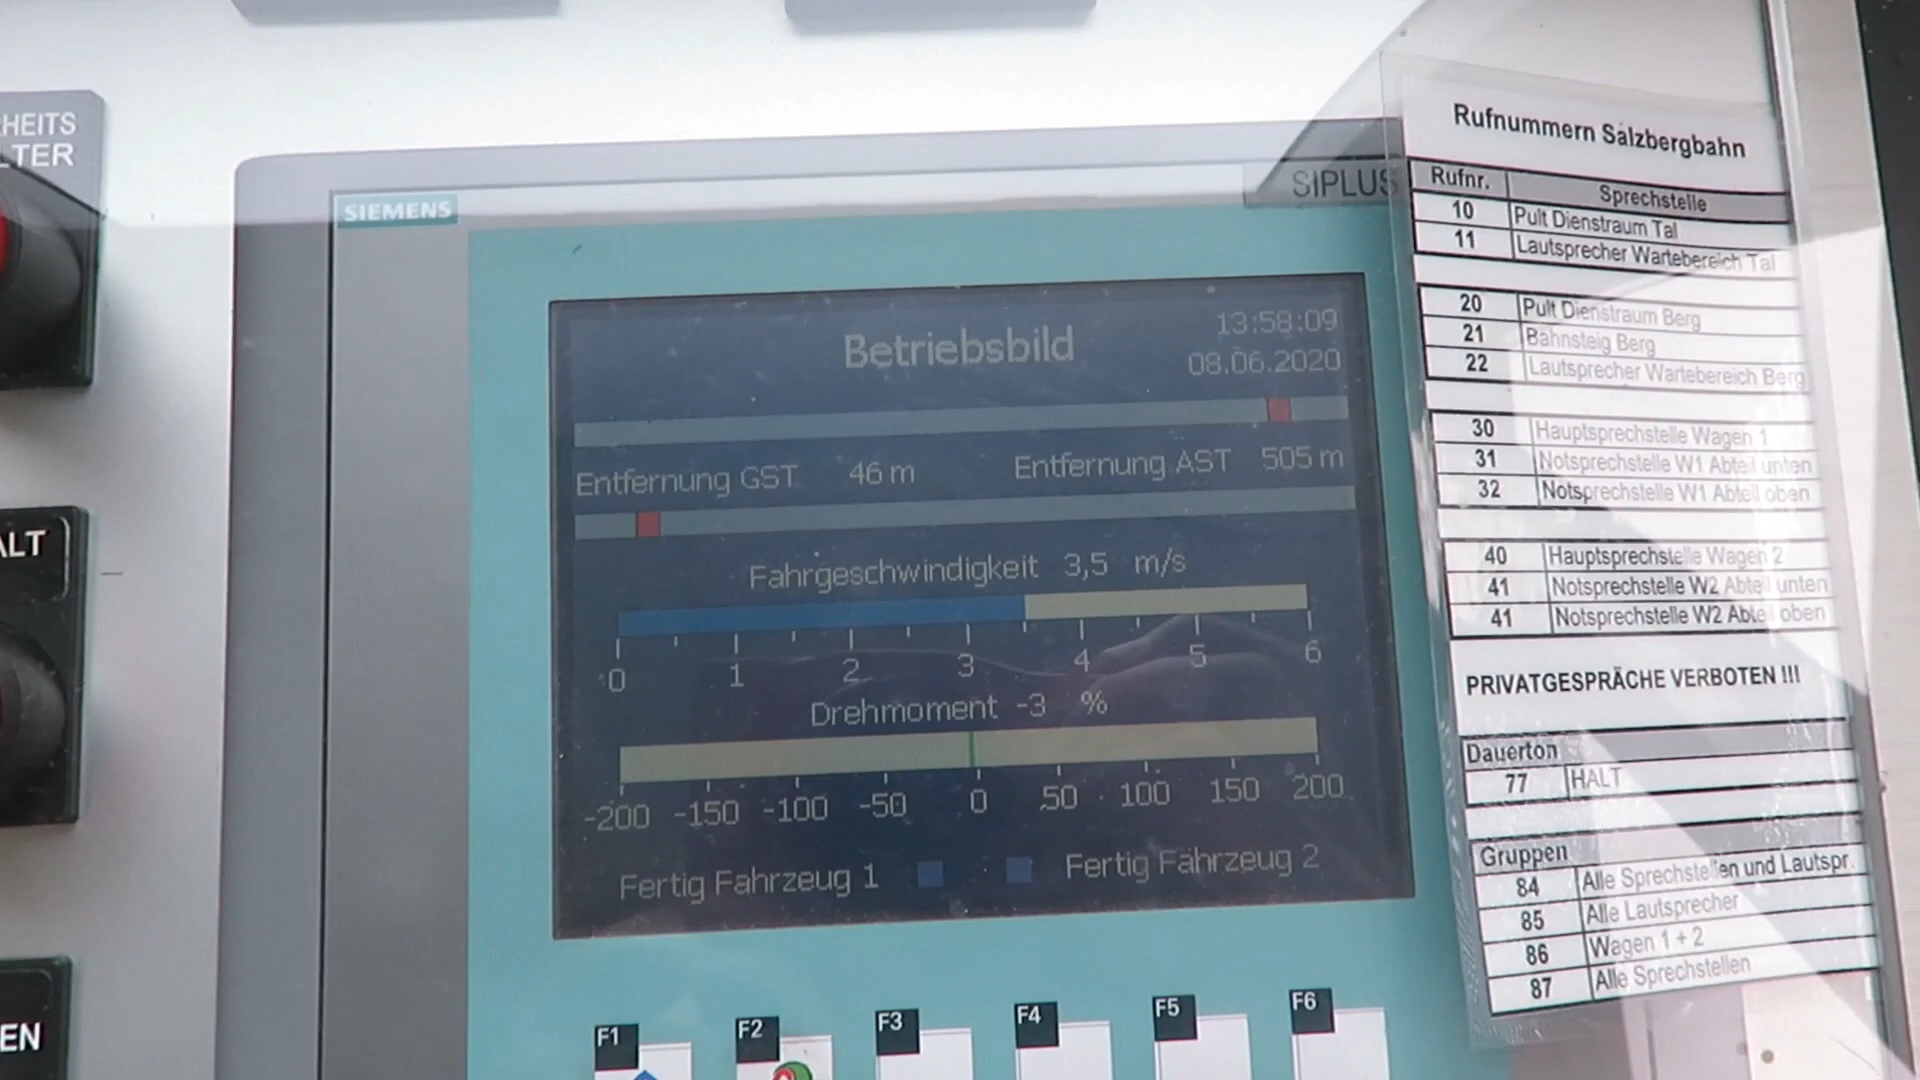 HEITS
LTER
ALT
EN
SIEMENS
SIPLUS
Betriebsbild
13:58:09
08.06.2020
Entfernung GST 46 m
Entfernung AST 505 m
Fahrgeschwindigkeit 3,5 m/s
0 1 2 3 4 5 6
Drehmoment -3 %
-200 -150 -100 -50 0 50 100 150 200
Fertig Fahrzeug 1
Fertig Fahrzeug 2
F1 F2 F3 F4 F5 F6
Rufnummern Salzbergbahn
Rufnr. Sprechstelle
10 Pult Dienstraum Tal
11 Lautsprecher Wartebereich Tal
20 Pult Dienstraum Berg
21 Bahnsteig Berg
22 Lautsprecher Wartebereich Berg
30 Hauptsprechstelle Wagen 1
31 Notsprechstelle W1 Abteil unten
32 Notsprechstelle W1 Abteil oben
40 Hauptsprechstelle Wagen 2
41 Notsprechstelle W2 Abteil unten
41 Notsprechstelle W2 Abteil oben
PRIVATGESPRÄCHE VERBOTEN !!!
Dauerton
77 HALT
Gruppen
84 Alle Sprechstellen und Lautspr.
85 Alle Lautsprecher
86 Wagen 1 + 2
87 Alle Sprechstellen